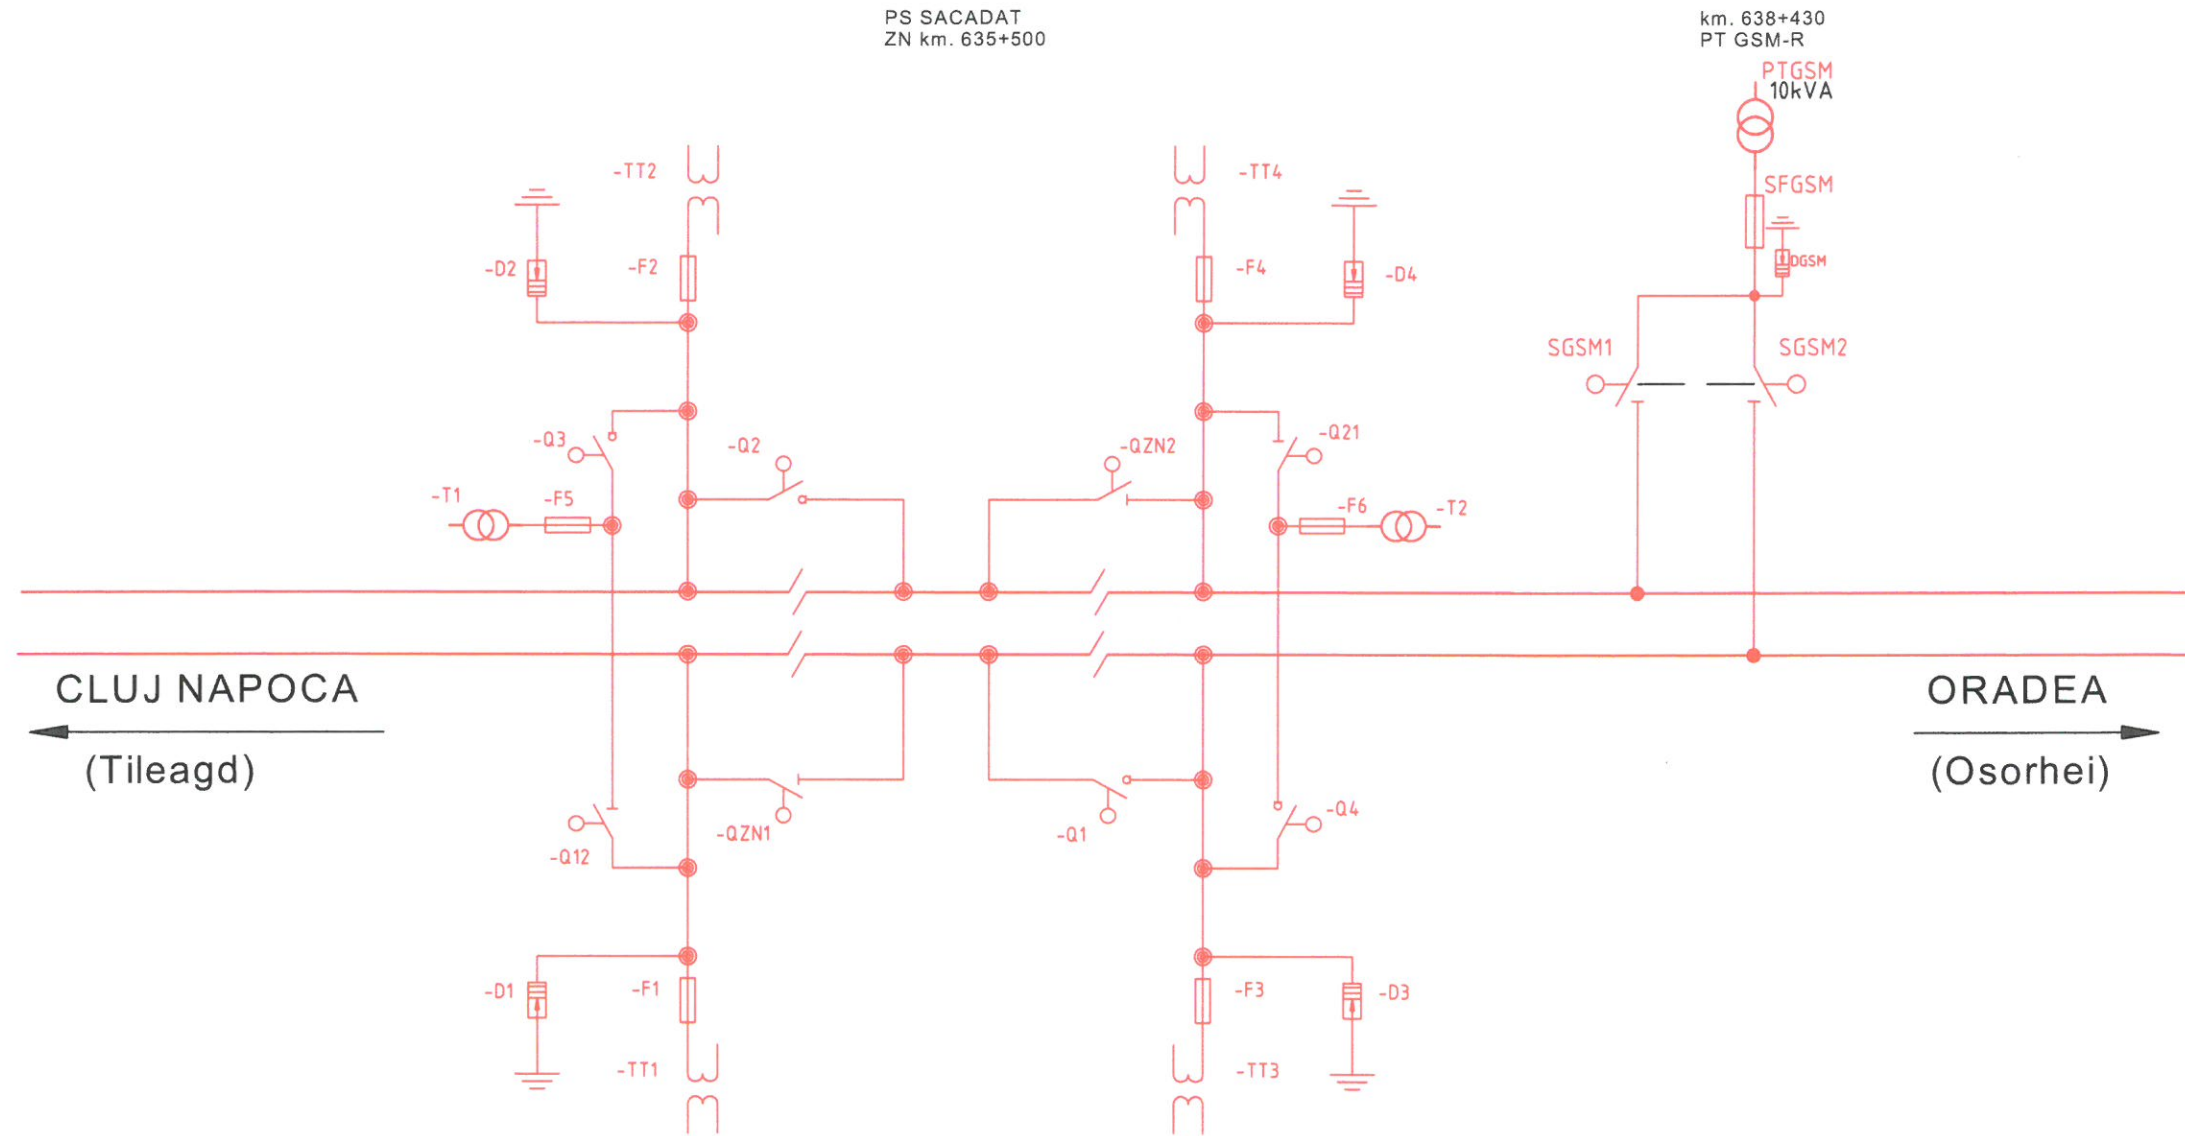 PS SACADAT
ZN km. 635+500
km. 638+430
PT GSM-R
PTGSM
10kVA
-TT2
-TT4
SFGSM
-D2
-F2
-F4
-D4
DGSM
SGSM1
SGSM2
-Q3
-Q2
-QZN2
-Q21
-T1
-F5
-F6
-T2
CLUJ NAPOCA
(Tileagd)
ORADEA
(Osorhei)
-Q12
-QZN1
-Q1
-Q4
-D1
-F1
-F3
-D3
-TT1
-TT3